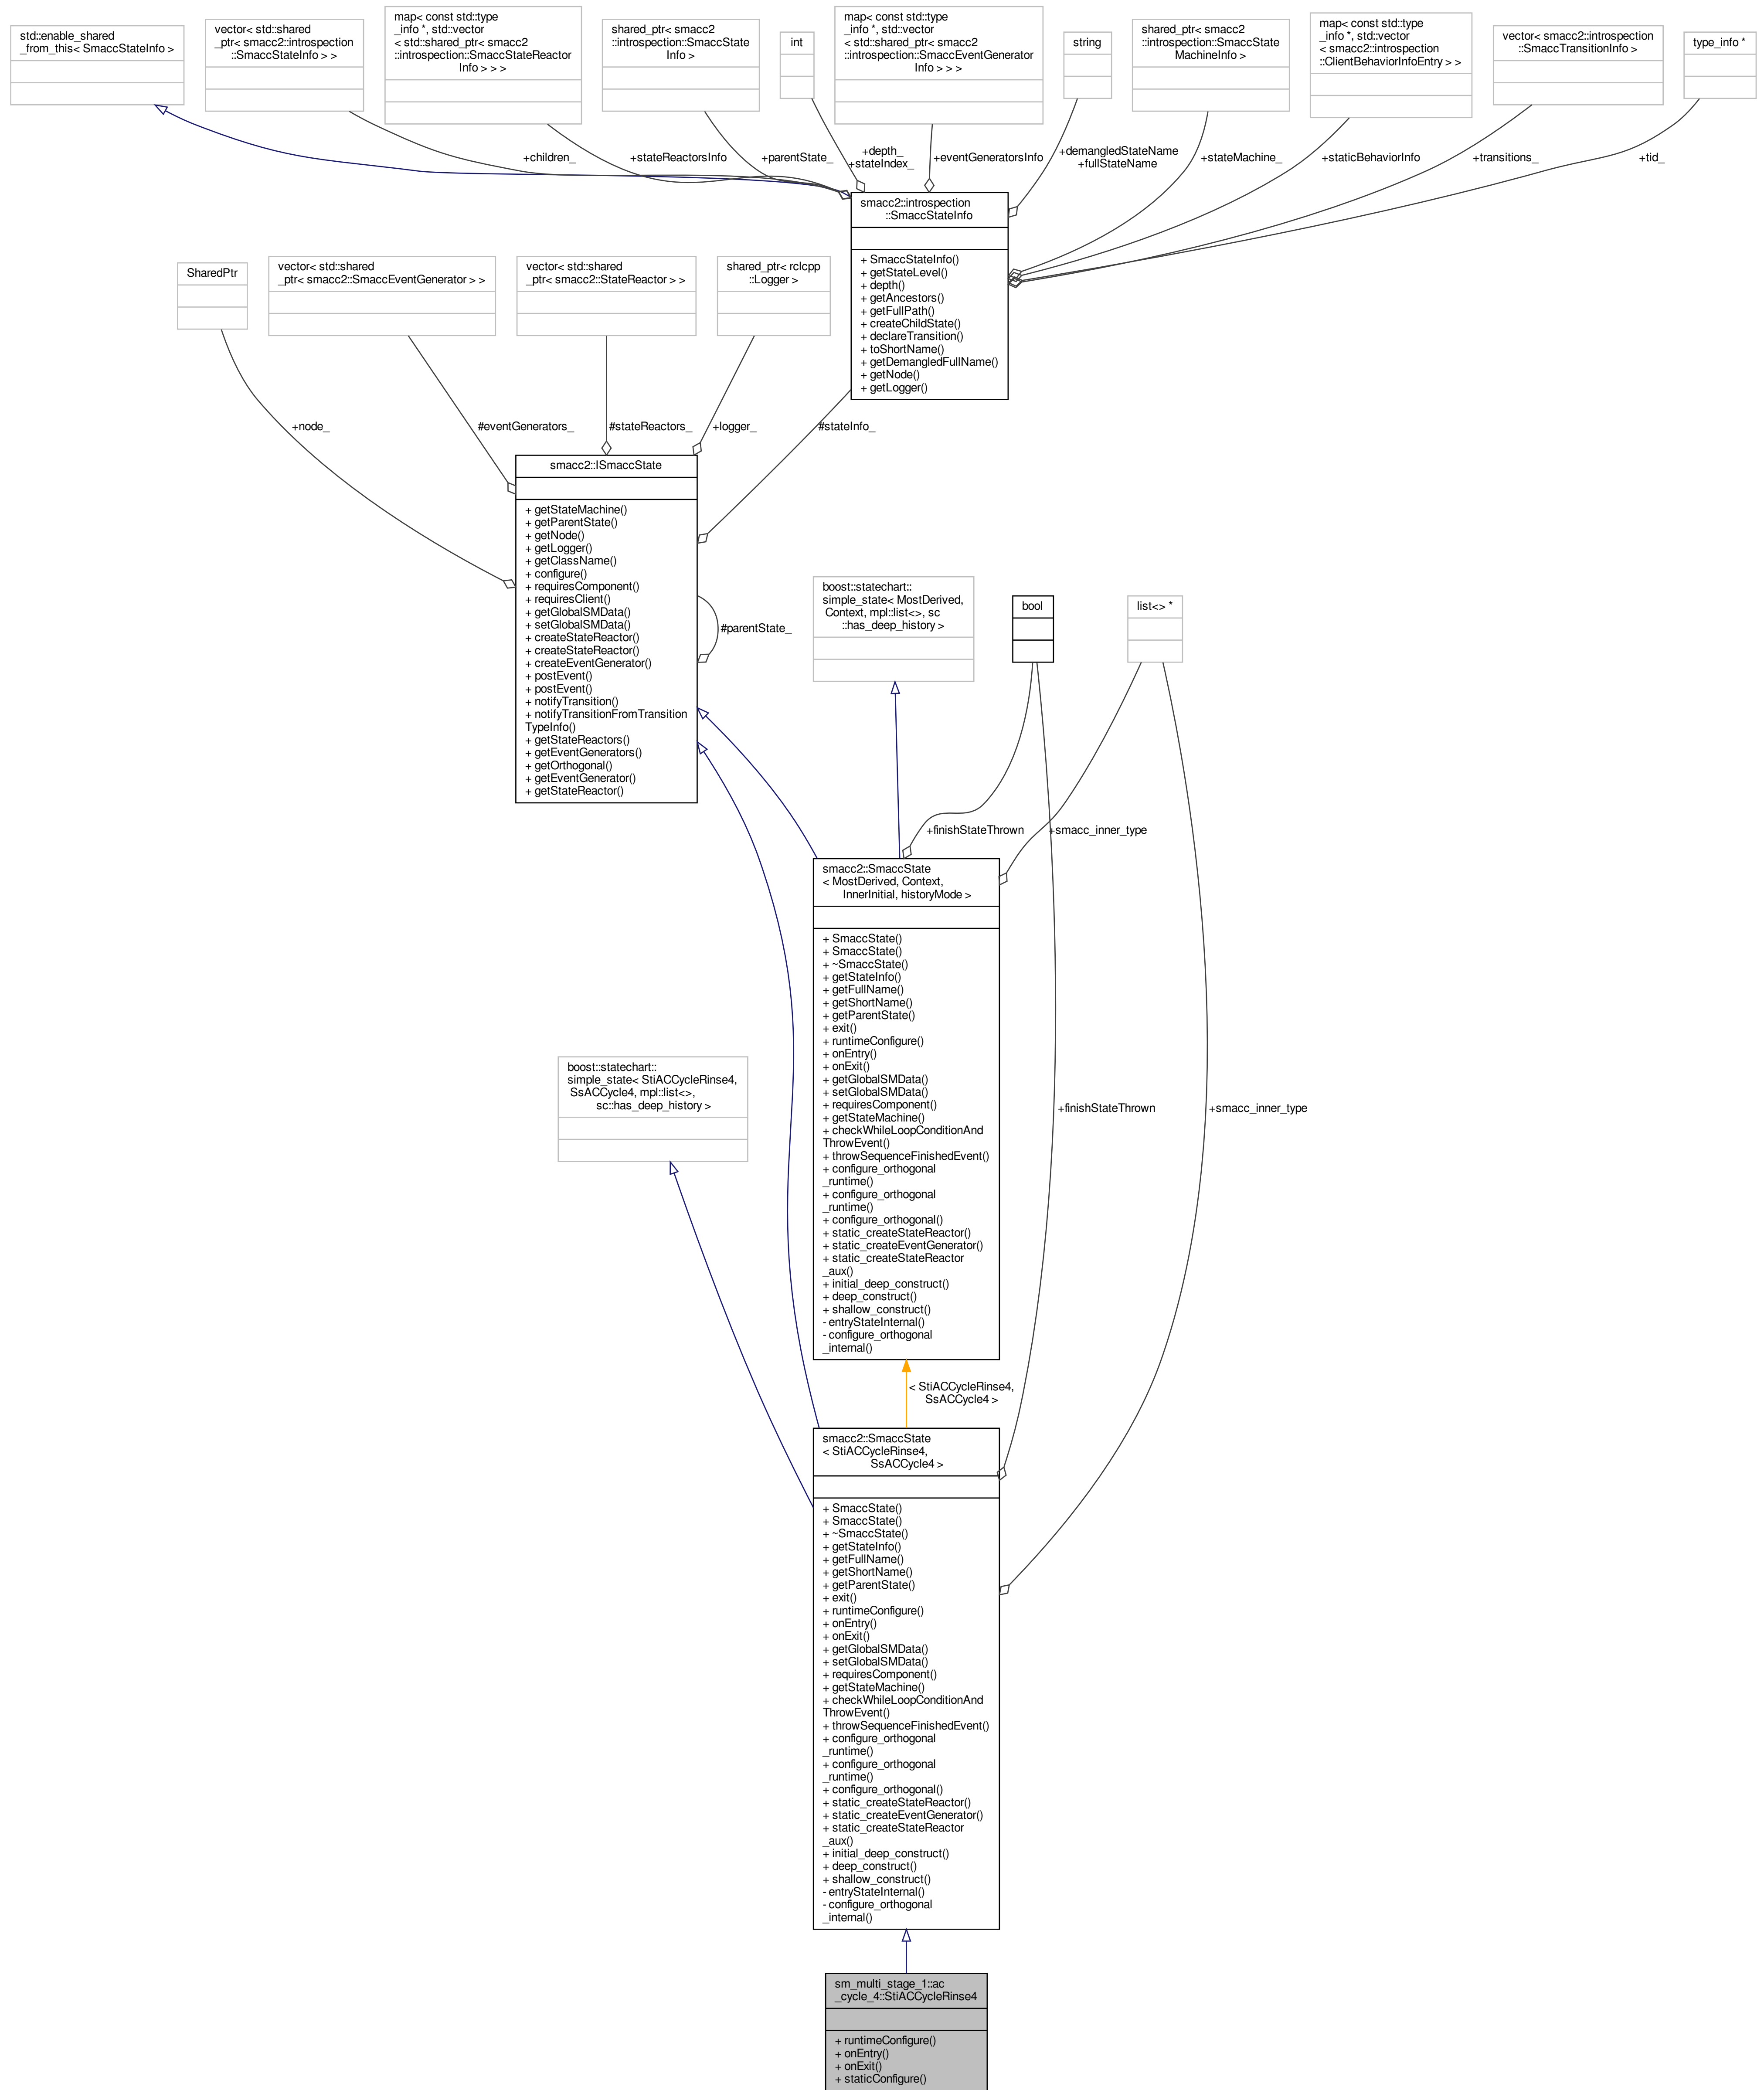 std::enable_shared
_from_this< SmaccStateInfo >
vector< std::shared
_ptr< smacc2::introspection
::SmaccStateInfo > >
map< const std::type
_info *, std::vector
< std::shared_ptr< smacc2
::introspection::SmaccStateReactor
Info > > >
shared_ptr< smacc2
::introspection::SmaccState
Info >
int
map< const std::type
_info *, std::vector
< std::shared_ptr< smacc2
::introspection::SmaccEventGenerator
Info > > >
string
shared_ptr< smacc2
::introspection::SmaccState
MachineInfo >
map< const std::type
_info *, std::vector
< smacc2::introspection
::ClientBehaviorInfoEntry > >
vector< smacc2::introspection
::SmaccTransitionInfo >
type_info *
+children_
+stateReactorsInfo
+parentState_
+depth_
+stateIndex_
+eventGeneratorsInfo
+demangledStateName
+fullStateName
+stateMachine_
+staticBehaviorInfo
+transitions_
+tid_
smacc2::introspection
::SmaccStateInfo
+ SmaccStateInfo()
+ getStateLevel()
+ depth()
+ getAncestors()
+ getFullPath()
+ createChildState()
+ declareTransition()
+ toShortName()
+ getDemangledFullName()
+ getNode()
+ getLogger()
SharedPtr
vector< std::shared
_ptr< smacc2::SmaccEventGenerator > >
vector< std::shared
_ptr< smacc2::StateReactor > >
shared_ptr< rclcpp
::Logger >
+node_
#eventGenerators_
#stateReactors_
+logger_
#stateInfo_
smacc2::ISmaccState
+ getStateMachine()
+ getParentState()
+ getNode()
+ getLogger()
+ getClassName()
+ configure()
+ requiresComponent()
+ requiresClient()
+ getGlobalSMData()
+ setGlobalSMData()
+ createStateReactor()
+ createStateReactor()
+ createEventGenerator()
+ postEvent()
+ postEvent()
+ notifyTransition()
+ notifyTransitionFromTransition
TypeInfo()
+ getStateReactors()
+ getEventGenerators()
+ getOrthogonal()
+ getEventGenerator()
+ getStateReactor()
#parentState_
boost::statechart::
simple_state< MostDerived,
Context, mpl::list<>, sc
::has_deep_history >
bool
list<> *
+finishStateThrown
+smacc_inner_type
smacc2::SmaccState
< MostDerived, Context,
InnerInitial, historyMode >
+ SmaccState()
+ SmaccState()
+ ~SmaccState()
+ getStateInfo()
+ getFullName()
+ getShortName()
+ getParentState()
+ exit()
+ runtimeConfigure()
+ onEntry()
+ onExit()
+ getGlobalSMData()
+ setGlobalSMData()
+ requiresComponent()
+ getStateMachine()
+ checkWhileLoopConditionAnd
ThrowEvent()
+ throwSequenceFinishedEvent()
+ configure_orthogonal
_runtime()
+ configure_orthogonal
_runtime()
+ configure_orthogonal()
+ static_createStateReactor()
+ static_createEventGenerator()
+ static_createStateReactor
_aux()
+ initial_deep_construct()
+ deep_construct()
+ shallow_construct()
- entryStateInternal()
- configure_orthogonal
_internal()
boost::statechart::
simple_state< StiACCycleRinse4,
SsACCycle4, mpl::list<>,
sc::has_deep_history >
+finishStateThrown
+smacc_inner_type
< StiACCycleRinse4,
SsACCycle4 >
smacc2::SmaccState
< StiACCycleRinse4,
SsACCycle4 >
+ SmaccState()
+ SmaccState()
+ ~SmaccState()
+ getStateInfo()
+ getFullName()
+ getShortName()
+ getParentState()
+ exit()
+ runtimeConfigure()
+ onEntry()
+ onExit()
+ getGlobalSMData()
+ setGlobalSMData()
+ requiresComponent()
+ getStateMachine()
+ checkWhileLoopConditionAnd
ThrowEvent()
+ throwSequenceFinishedEvent()
+ configure_orthogonal
_runtime()
+ configure_orthogonal
_runtime()
+ configure_orthogonal()
+ static_createStateReactor()
+ static_createEventGenerator()
+ static_createStateReactor
_aux()
+ initial_deep_construct()
+ deep_construct()
+ shallow_construct()
- entryStateInternal()
- configure_orthogonal
_internal()
sm_multi_stage_1::ac
_cycle_4::StiACCycleRinse4
+ runtimeConfigure()
+ onEntry()
+ onExit()
+ staticConfigure()